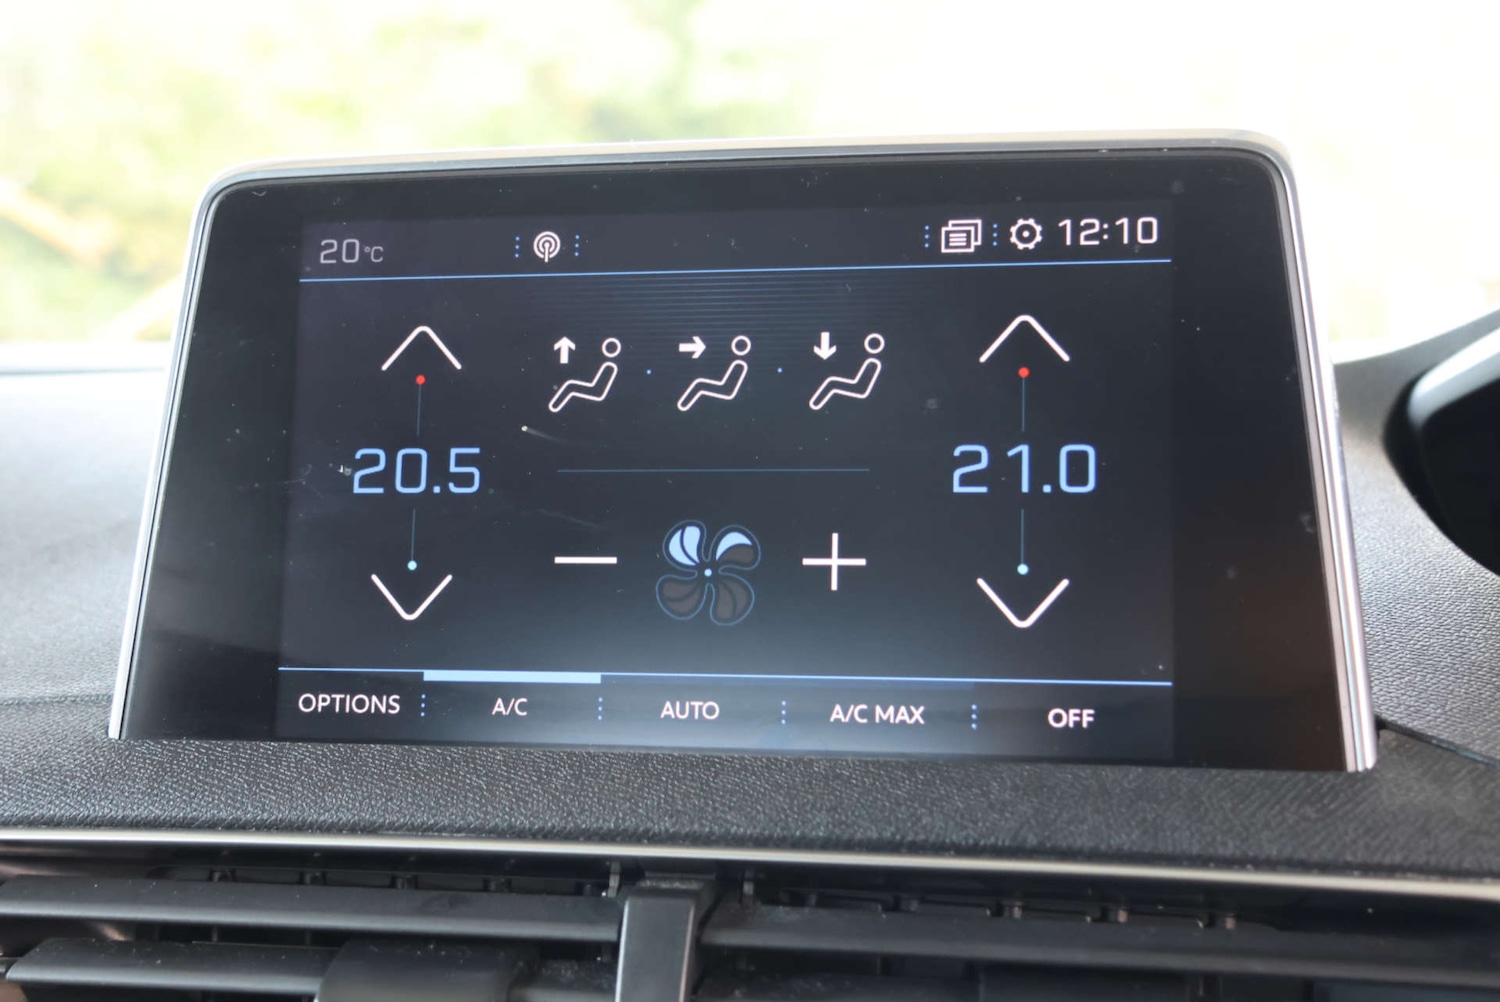 20°C 12:10
20.5 21.0
OPTIONS A/C AUTO A/C MAX OFF